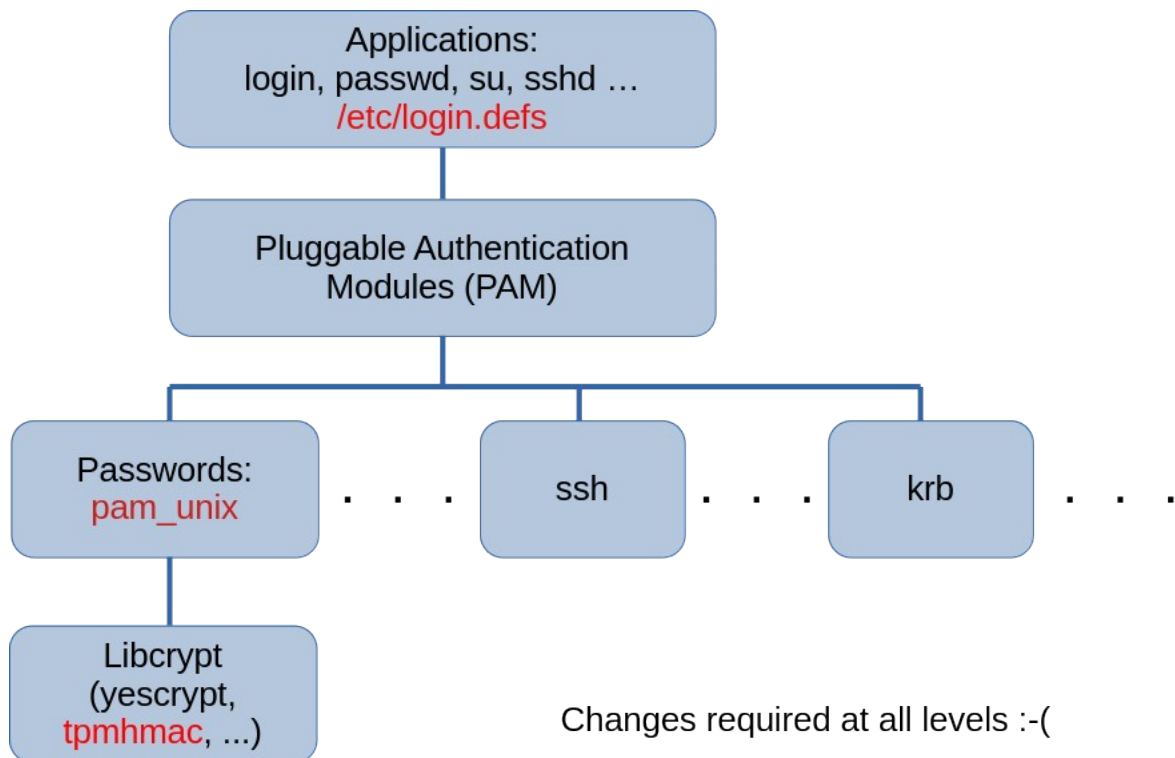 Applications:
login, passwd, su, sshd …
/etc/login.defs
Pluggable Authentication
Modules (PAM)
Passwords:
pam_unix
. . .
ssh
. . .
krb
. . .
Libcrypt
(yescrypt,
tpmhmac, ...)
Changes required at all levels :-(